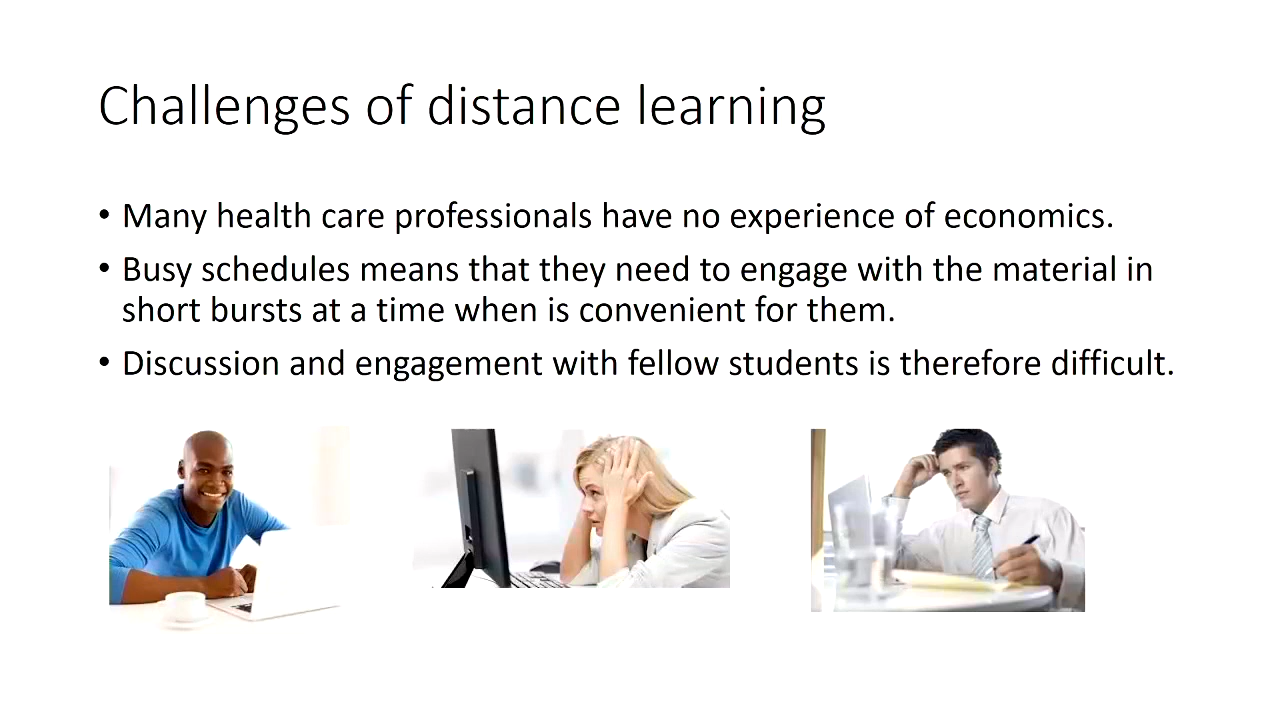 Challenges of distance learning
• Many health care professionals have no experience of economics.
• Busy schedules means that they need to engage with the material in
short bursts at a time when is convenient for them.
• Discussion and engagement with fellow students is therefore difficult.